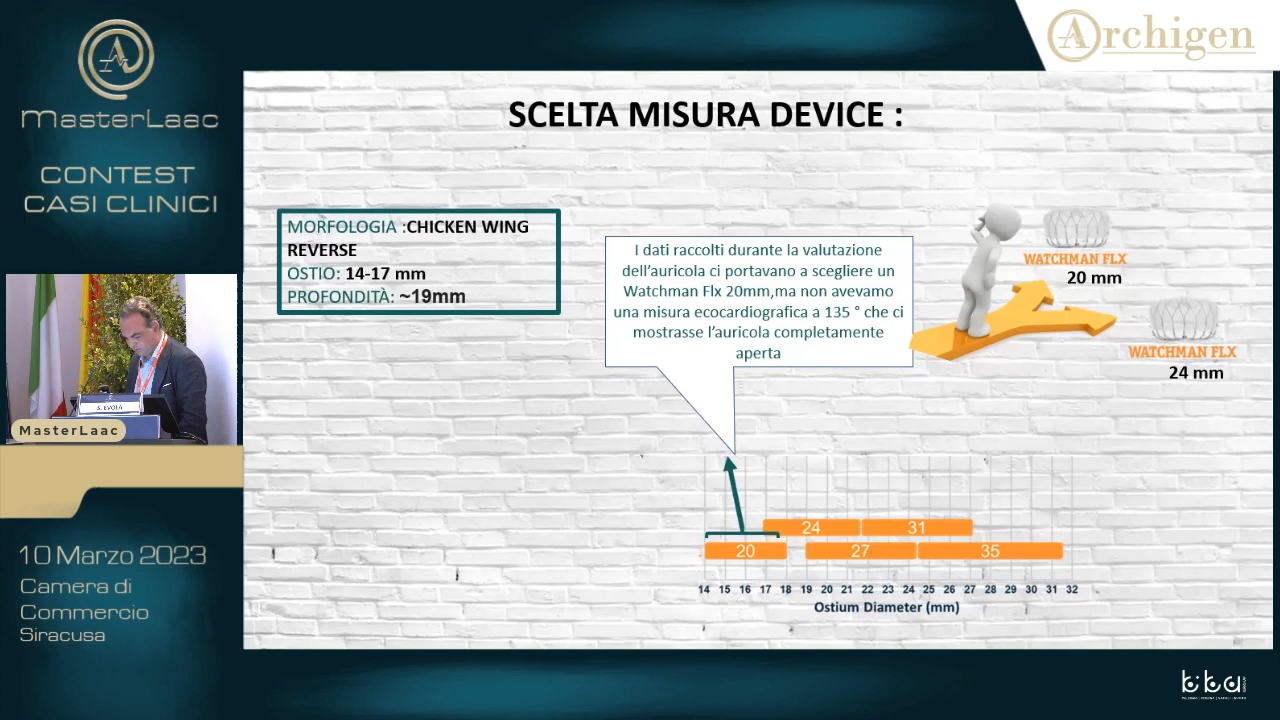 MasterLaac
CONTEST
CASI CLINICI
S. EVOLA
MasterLaac
10 Marzo 2023
Camera di
Commercio
Siracusa
Archigen
SCELTA MISURA DEVICE :
MORFOLOGIA :CHICKEN WING
REVERSE
OSTIO: 14-17 mm
PROFONDITÀ: ~19mm
I dati raccolti durante la valutazione
dell'auricola ci portavano a scegliere un
Watchman Flx 20mm,ma non avevamo
una misura ecocardiografica a 135 ° che ci
mostrasse l'auricola completamente
aperta
WATCHMAN FLX
20 mm
WATCHMAN FLX
24 mm
24 31
20 27 35
14 15 16 17 18 19 20 21 22 23 24 25 26 27 28 29 30 31 32
Ostium Diameter (mm)
bba
GROUP